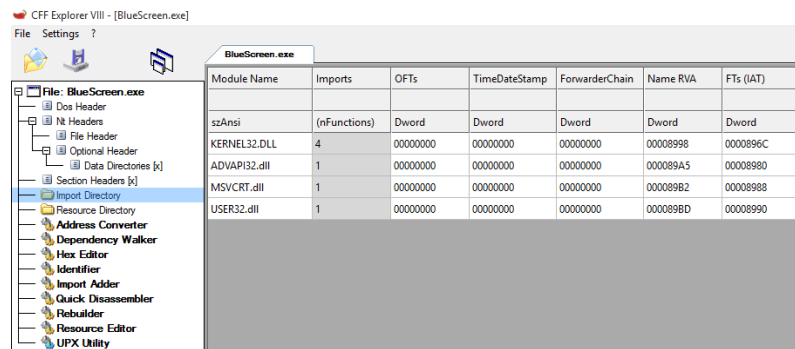 CFF Explorer VIII - [BlueScreen.exe]
File Settings ?
BlueScreen.exe
File: BlueScreen.exe
Dos Header
Nt Headers
File Header
Optional Header
Data Directories [x]
Section Headers [x]
Import Directory
Resource Directory
Address Converter
Dependency Walker
Hex Editor
Identifier
Import Adder
Quick Disassembler
Rebuilder
Resource Editor
UPX Utility
Module Name Imports OFTs TimeDateStamp ForwarderChain Name RVA FTs (IAT)
szAnsi (nFunctions) Dword Dword Dword Dword Dword
KERNEL32.DLL 4 00000000 00000000 00000000 00008998 0000896C
ADVAPI32.dll 1 00000000 00000000 00000000 000089A5 00008980
MSVCRT.dll 1 00000000 00000000 00000000 000089B2 00008988
USER32.dll 1 00000000 00000000 00000000 000089BD 00008990